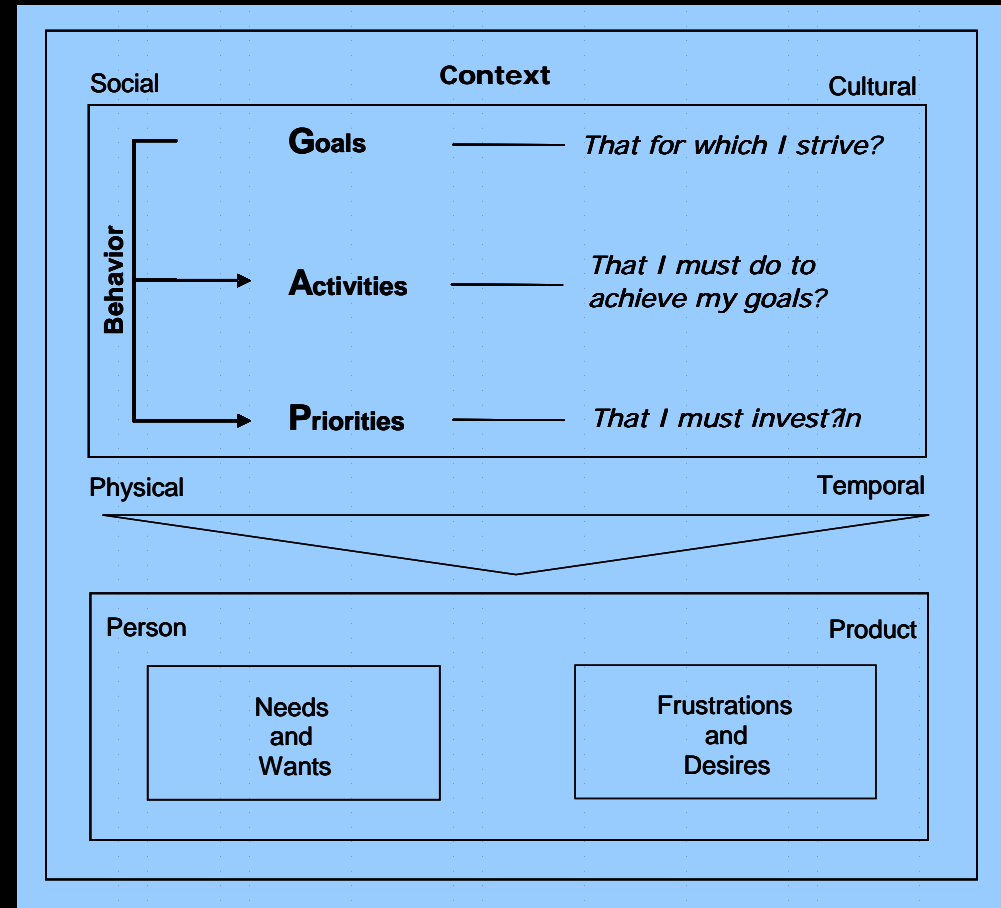 Social
Context
Cultural
Behavior
Goals
That for which I strive?
Activities
That I must do to
achieve my goals?
Priorities
That I must invest?In
Physical
Temporal
Person
Product
Needs
and
Wants
Frustrations
and
Desires